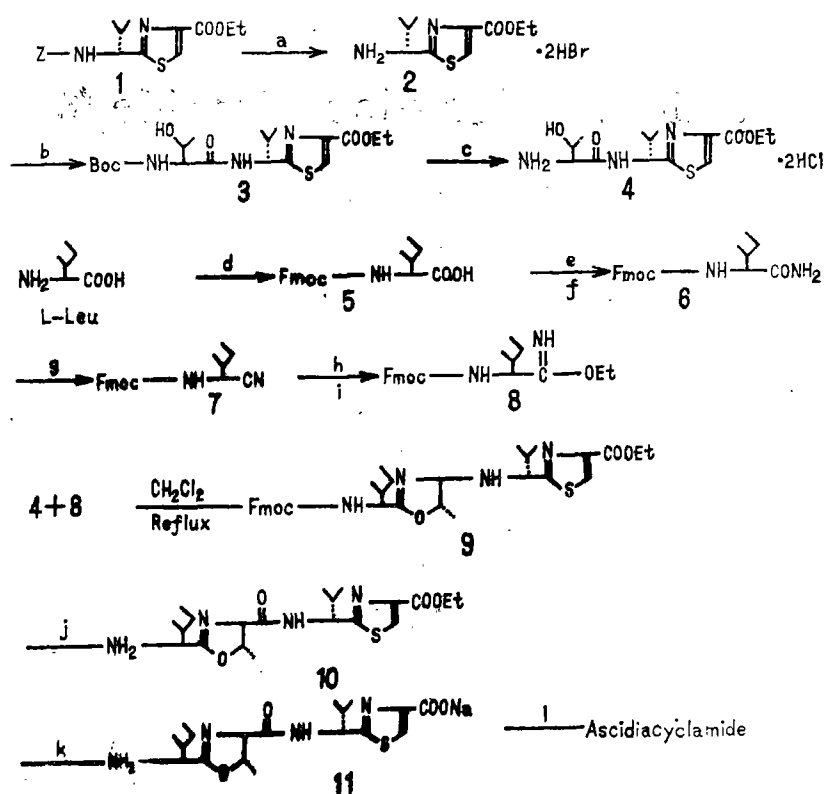 Z—NH N S COOEt 1 a NH₂ N S COOEt ·2HBr 2
b Boc—NH HO O NH N S COOEt 3 c NH₂ HO O NH N S COOEt ·2HCl 4
NH₂ COOH L-Leu d Fmoc—NH COOH 5 e f Fmoc—NH CONH₂ 6
g Fmoc—NH CN 7 h i Fmoc—NH NH C OEt 8
4+8 CH₂Cl₂ Reflux Fmoc—NH N O NH N S COOEt 9
j NH₂ N O O NH N S COOEt 10
k NH₂ N O O NH N S COONa 11 l Ascidiacyclamide